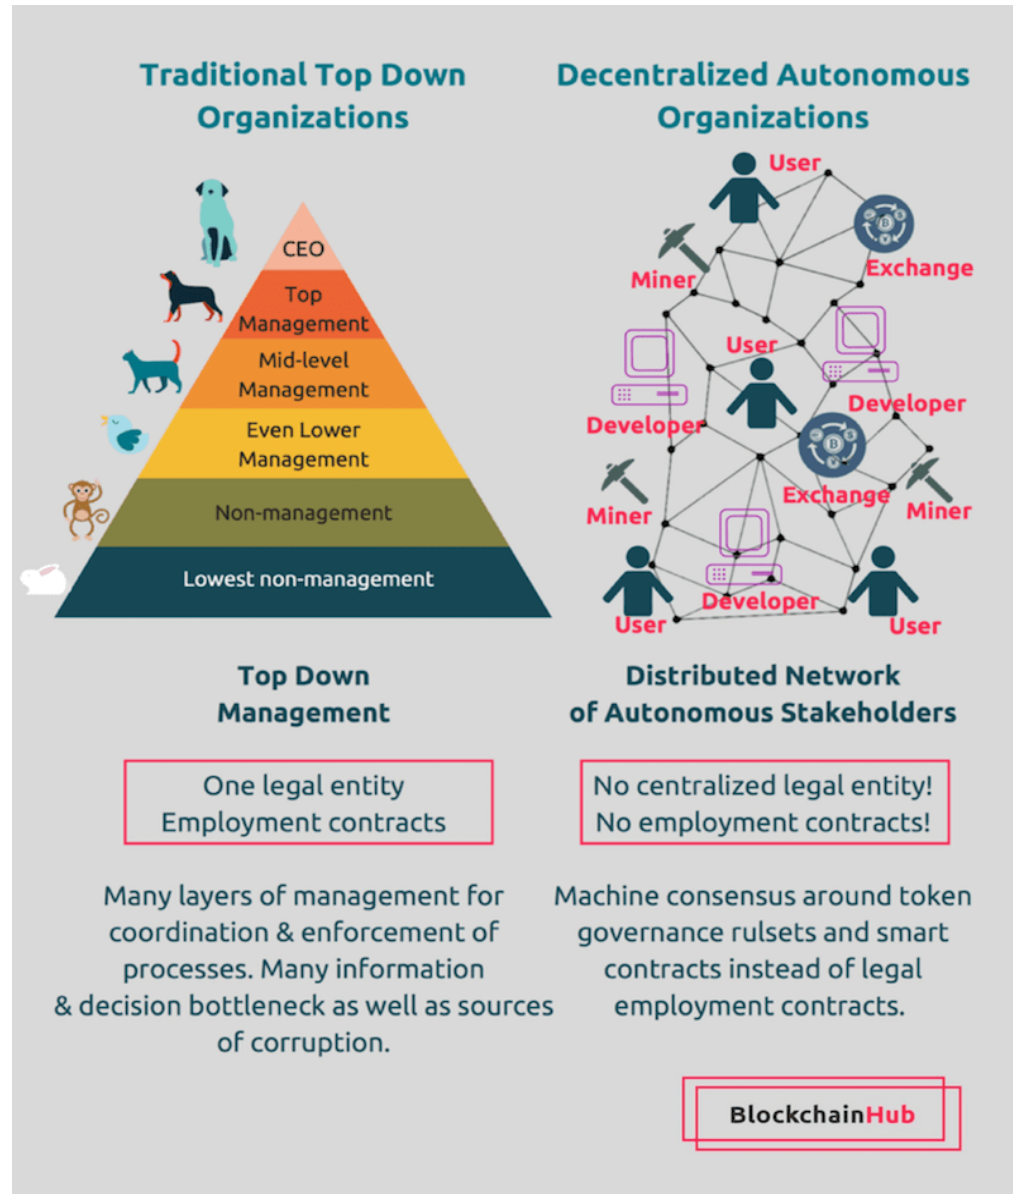 Traditional Top Down
Organizations
CEO
Top
Management
Mid-level
Management
Even Lower
Management
Non-management
Lowest non-management
Top Down
Management
One legal entity
Employment contracts
Many layers of management for
coordination & enforcement of
processes. Many information
& decision bottleneck as well as sources
of corruption.
Decentralized Autonomous
Organizations
User
Miner
Exchange
User
Developer
Developer
Exchange
Miner
Miner
Developer
User
User
Distributed Network
of Autonomous Stakeholders
No centralized legal entity!
No employment contracts!
Machine consensus around token
governance rulsets and smart
contracts instead of legal
employment contracts.
BlockchainHub